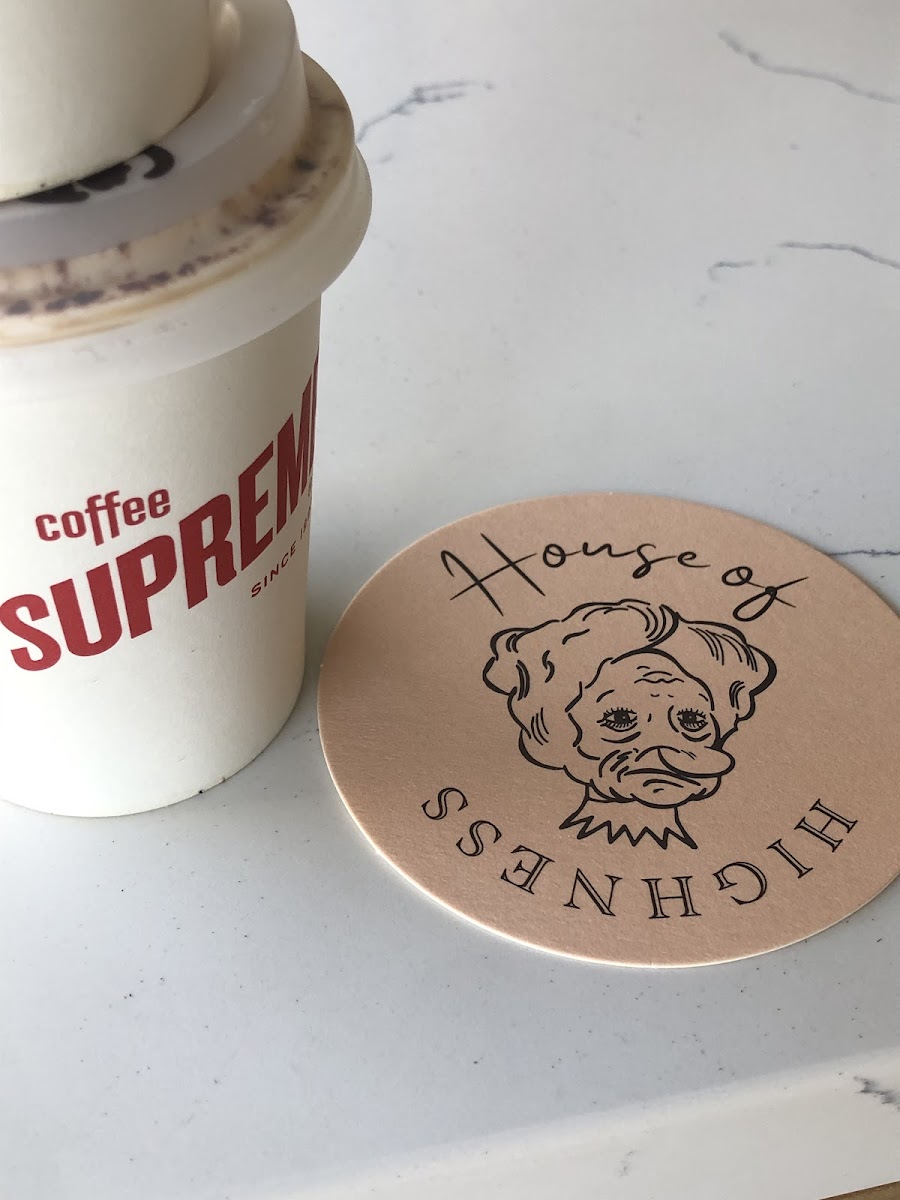 coffee
SUPREM
SINCE
House of
HIGHNESS